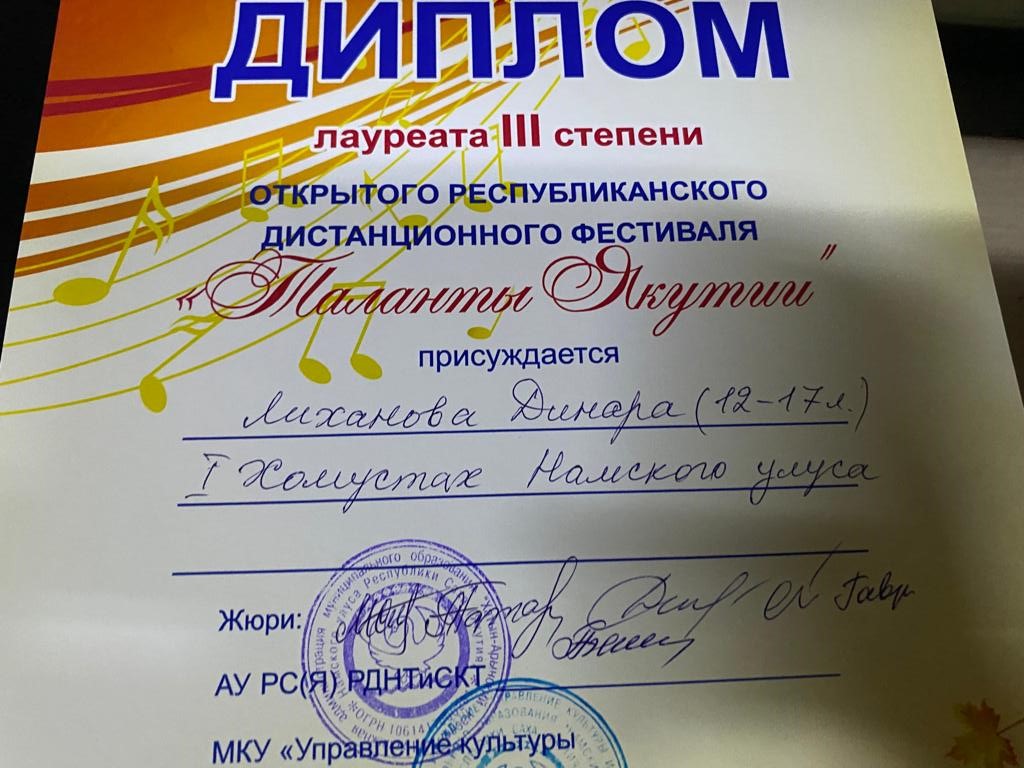 ДИПЛОМ
лауреата III степени
ОТКРЫТОГО РЕСПУБЛИКАНСКОГО
ДИСТАНЦИОННОГО ФЕСТИВАЛЯ
"Таланты Якутии"
присуждается
Лиханова Динара (12-17л.)
I Хомустах Намского улуса
Жюри:
АУ РС(Я) РДНТиСКТ
МКУ «Управление культуры